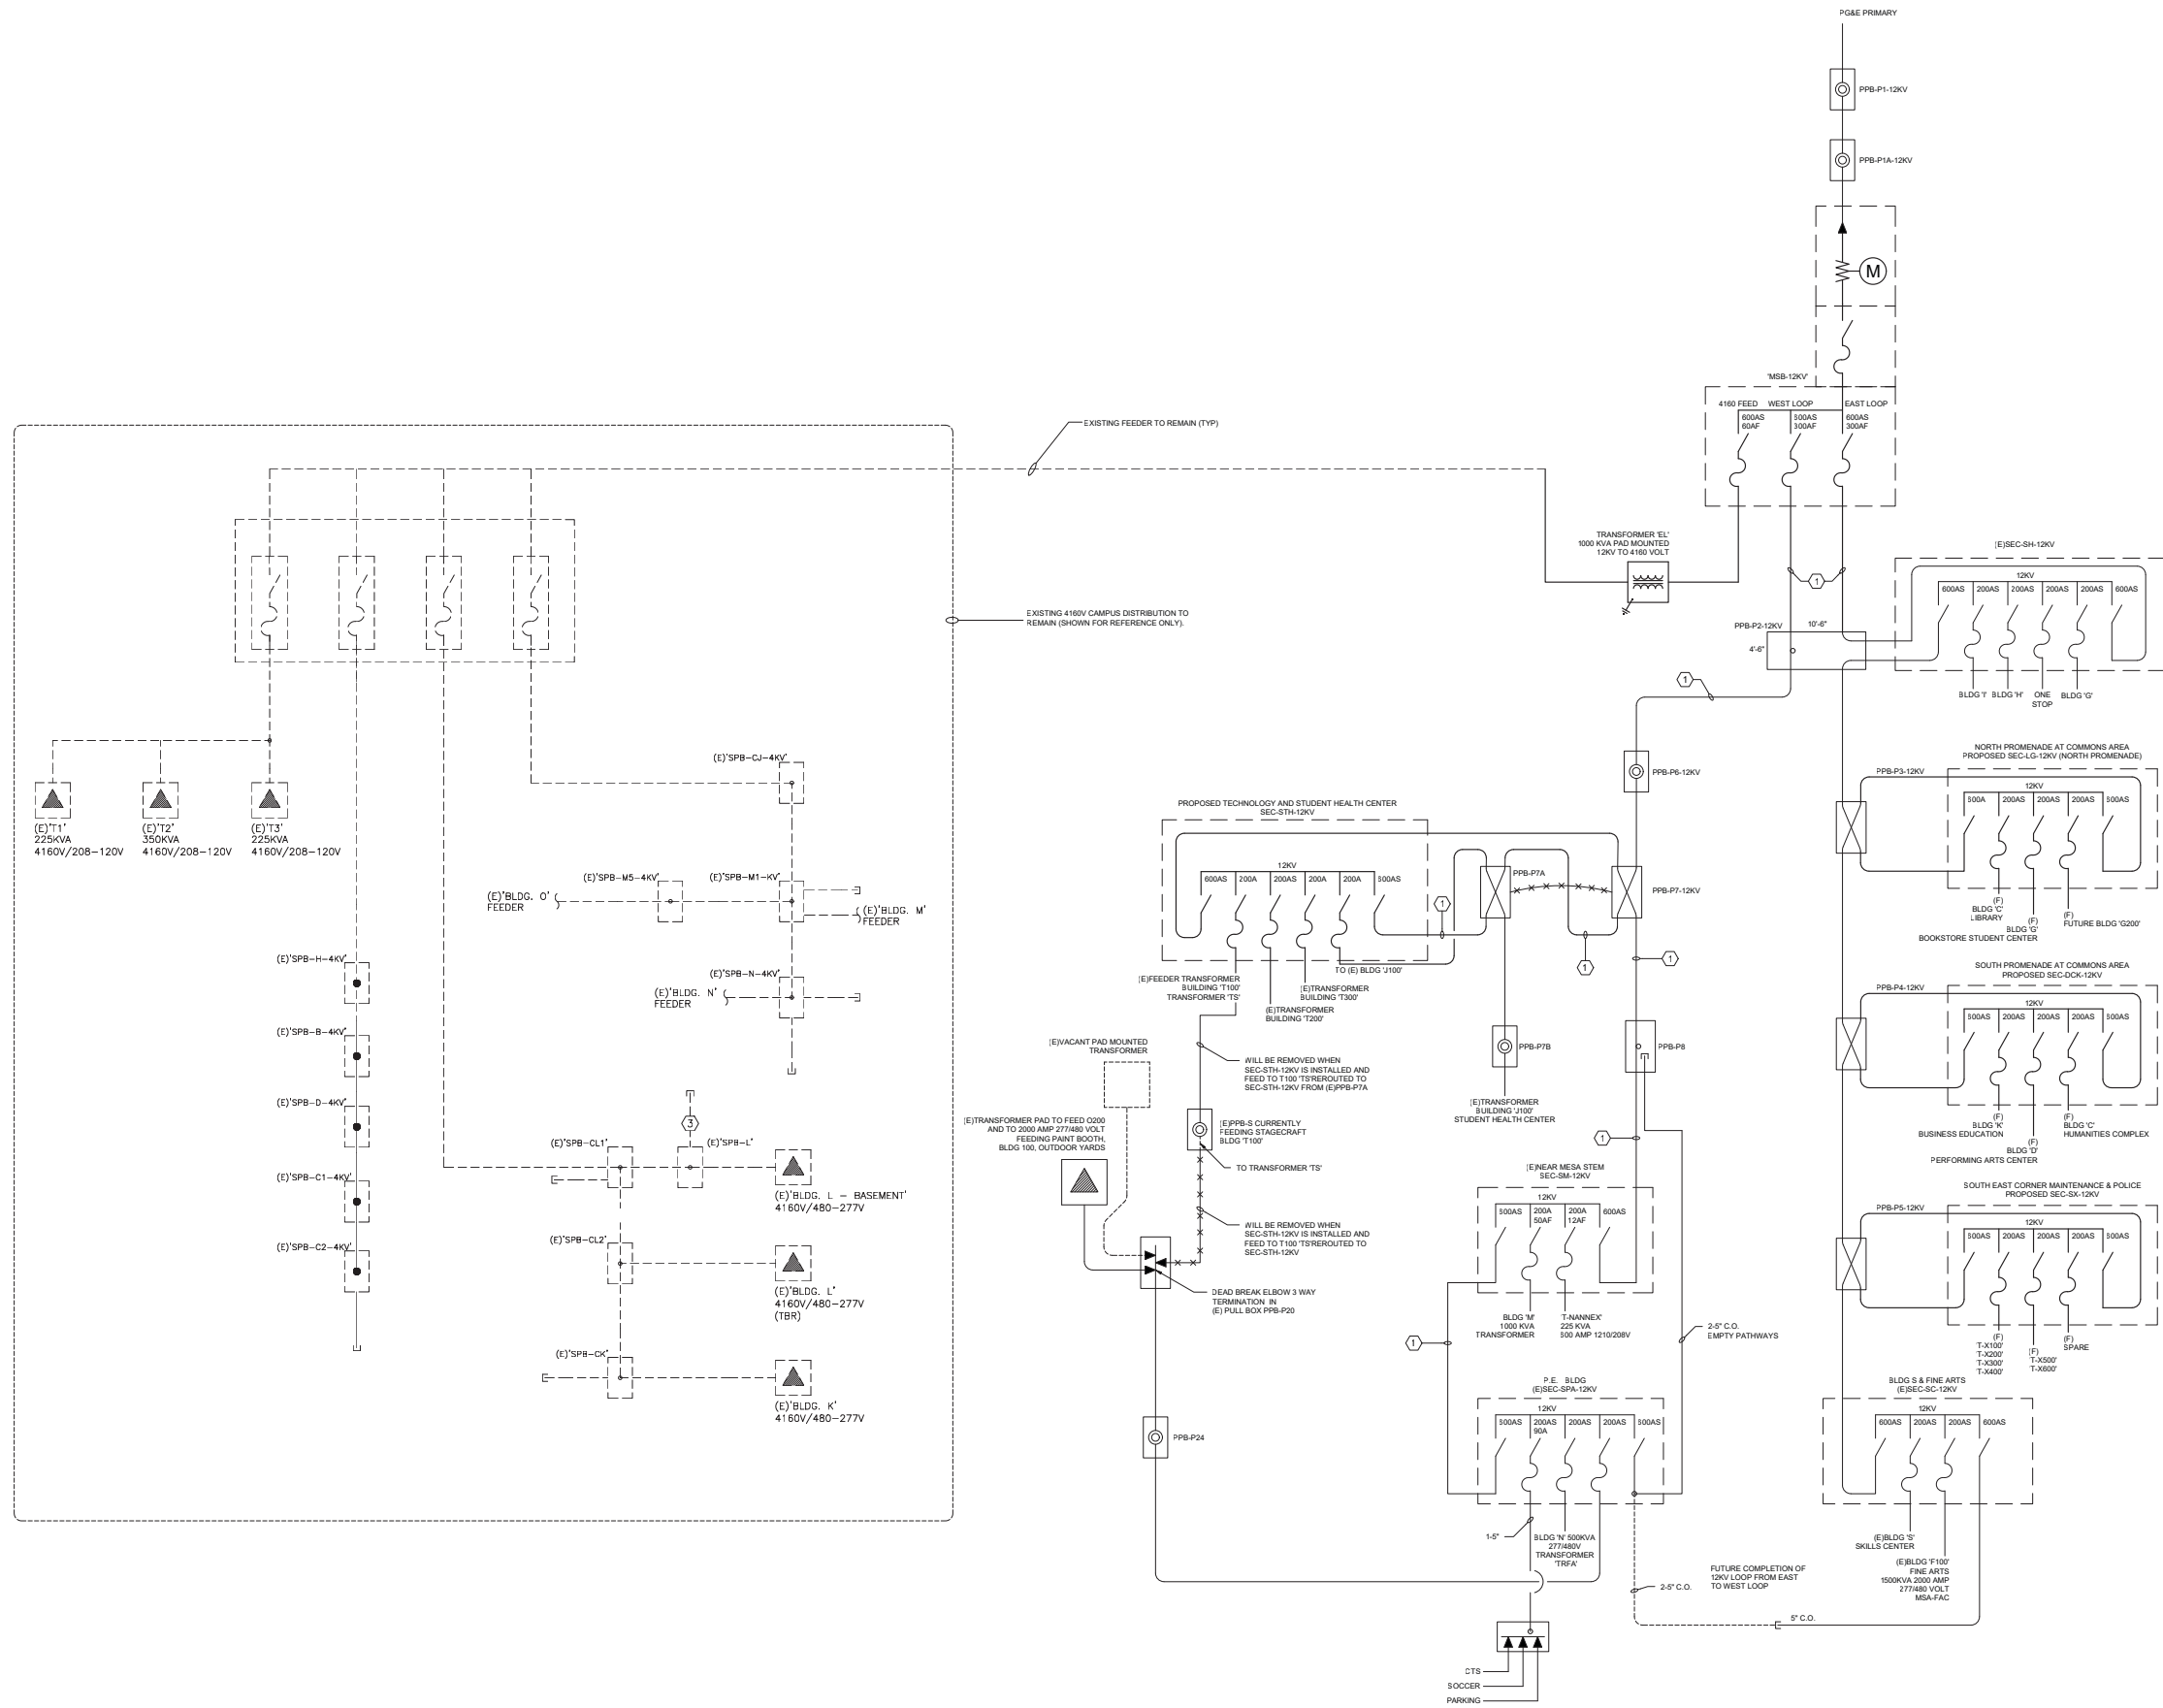 PG&E PRIMARY
PPB-P1-12KV
PPB-P1A-12KV
M
'MSB-12KV'
4160 FEED
WEST LOOP
EAST LOOP
600AS
60AF
600AS
300AF
600AS
300AF
EXISTING FEEDER TO REMAIN (TYP)
TRANSFORMER 'EL'
1000 KVA PAD MOUNTED
12KV TO 4160 VOLT
1
(E)SEC-SH-12KV
12KV
600AS
200AS
200AS
200AS
200AS
600AS
BLDG 'I'
BLDG 'H'
ONE
STOP
BLDG 'G'
PPB-P2-12KV
10'-6"
4'-6"
EXISTING 4160V CAMPUS DISTRIBUTION TO
REMAIN (SHOWN FOR REFERENCE ONLY).
1
(E)'T1'
225KVA
4160V/208-120V
(E)'T2'
350KVA
4160V/208-120V
(E)'T3'
225KVA
4160V/208-120V
(E)'SPB-CJ-4KV'
(E)'SPB-M5-4KV'
(E)'SPB-M1-KV'
(E)'BLDG. O'
FEEDER
(E)'BLDG. M'
FEEDER
(E)'SPB-N-4KV'
(E)'BLDG. N'
FEEDER
(E)'SPB-H-4KV'
(E)'SPB-B-4KV'
(E)'SPB-D-4KV'
(E)'SPB-C1-4KV'
(E)'SPB-C2-4KV'
3
(E)'SPB-CL1'
(E)'SPB-L'
(E)'BLDG. L - BASEMENT'
4160V/480-277V
(E)'SPB-CL2'
(E)'BLDG. L'
4160V/480-277V
(TBR)
(E)'SPB-CK'
(E)'BLDG. K'
4160V/480-277V
PPB-P6-12KV
PROPOSED TECHNOLOGY AND STUDENT HEALTH CENTER
SEC-STH-12KV
12KV
600AS
200A
200AS
200A
200A
600AS
PPB-P7A
PPB-P7-12KV
1
1
1
TO (E) BLDG 'J100'
(E)FEEDER TRANSFORMER
BUILDING 'T100'
TRANSFORMER 'TS'
(E)TRANSFORMER
BUILDING 'T300'
(E)TRANSFORMER
BUILDING 'T200'
PPB-P7B
PPB-P8
(E)TRANSFORMER
BUILDING 'J100'
STUDENT HEALTH CENTER
(E)VACANT PAD MOUNTED
TRANSFORMER
WILL BE REMOVED WHEN
SEC-STH-12KV IS INSTALLED AND
FEED TO T100 'TS'REROUTED TO
SEC-STH-12KV FROM (E)PPB-P7A
(E)TRANSFORMER PAD TO FEED O200
AND TO 2000 AMP 277/480 VOLT
FEEDING PAINT BOOTH,
BLDG 100, OUTDOOR YARDS
(E)PPB-S CURRENTLY
FEEDING STAGECRAFT
BLDG 'T100'
TO TRANSFORMER 'TS'
WILL BE REMOVED WHEN
SEC-STH-12KV IS INSTALLED AND
FEED TO T100 'TS'REROUTED TO
SEC-STH-12KV
DEAD BREAK ELBOW 3 WAY
TERMINATION IN
(E) PULL BOX PPB-P20
PPB-P24
1
(E)NEAR MESA STEM
SEC-SM-12KV
12KV
600AS
200A
50AF
200A
12AF
600AS
BLDG 'M'
1000 KVA
TRANSFORMER
'T-NANNEX'
225 KVA
600 AMP 1210/208V
1
2-5" C.O.
EMPTY PATHWAYS
P.E. BLDG
(E)SEC-SPA-12KV
12KV
600AS
200AS
90A
200AS
200AS
600AS
1-5"
BLDG 'N' 500KVA
277/480V
TRANSFORMER
'TRFA'
2-5" C.O.
FUTURE COMPLETION OF
12KV LOOP FROM EAST
TO WEST LOOP
5" C.O.
CTS
SOCCER
PARKING
NORTH PROMENADE AT COMMONS AREA
PROPOSED SEC-LG-12KV (NORTH PROMENADE)
PPB-P3-12KV
12KV
600A
200AS
200AS
200AS
600AS
(F)
BLDG 'C'
LIBRARY
(F)
BLDG 'G'
BOOKSTORE STUDENT CENTER
(F)
FUTURE BLDG 'G200'
SOUTH PROMENADE AT COMMONS AREA
PROPOSED SEC-DCK-12KV
PPB-P4-12KV
12KV
600AS
200AS
200AS
200AS
600AS
(F)
BLDG 'K'
BUSINESS EDUCATION
(F)
BLDG 'D'
PERFORMING ARTS CENTER
(F)
BLDG 'C'
HUMANITIES COMPLEX
SOUTH EAST CORNER MAINTENANCE & POLICE
PROPOSED SEC-SX-12KV
PPB-P5-12KV
12KV
600AS
200AS
200AS
200AS
600AS
(F)
'T-X100'
'T-X200'
'T-X300'
'T-X400'
(F)
'T-X500'
'T-X600'
(F)
SPARE
BLDG S & FINE ARTS
(E)SEC-SC-12KV
12KV
600AS
200AS
200AS
600AS
(E)BLDG 'S'
SKILLS CENTER
(E)BLDG 'F100'
FINE ARTS
1500KVA 2000 AMP
277/480 VOLT
MSA-FAC